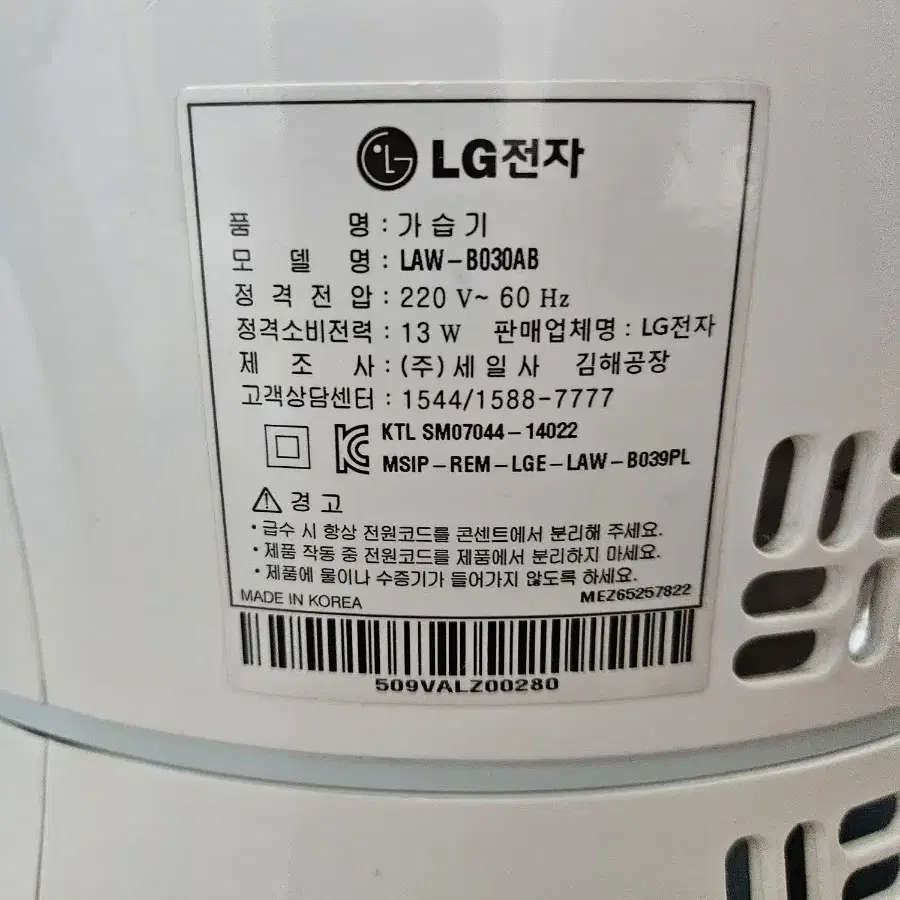 LG전자
품 명 : 가습기
모 델 명 : LAW-B030AB
정 격 전 압 : 220 V~ 60 Hz
정격소비전력 : 13 W 판매업체명 : LG전자
제 조 사 : (주) 세일사 김해공장
고객상담센터 : 1544/1588-7777
KTL SM07044-14022
MSIP-REM-LGE-LAW-B039PL
경 고
• 급수 시 항상 전원코드를 콘센트에서 분리해 주세요.
• 제품 작동 중 전원코드를 제품에서 분리하지 마세요.
• 제품에 물이나 수증기가 들어가지 않도록 하세요.
MADE IN KOREA MEZ65257822
509VALZ00280